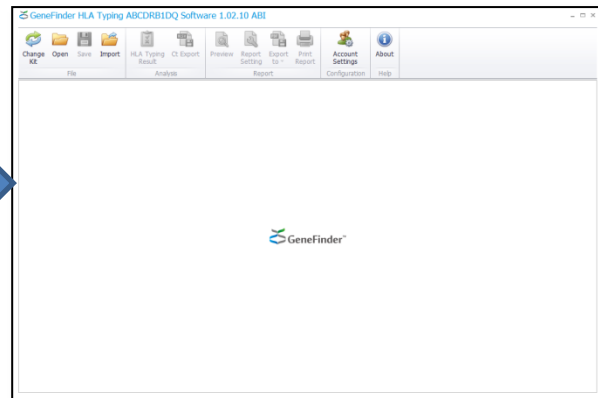 GeneFinder HLA Typing ABCDRB1DQ Software 1.02.10 ABI
Change Kit Open Save Import HLA Typing Result Ct Export Preview Report Setting Export to Print Report Account Settings About
File Analysis Report Configuration Help
GeneFinder™